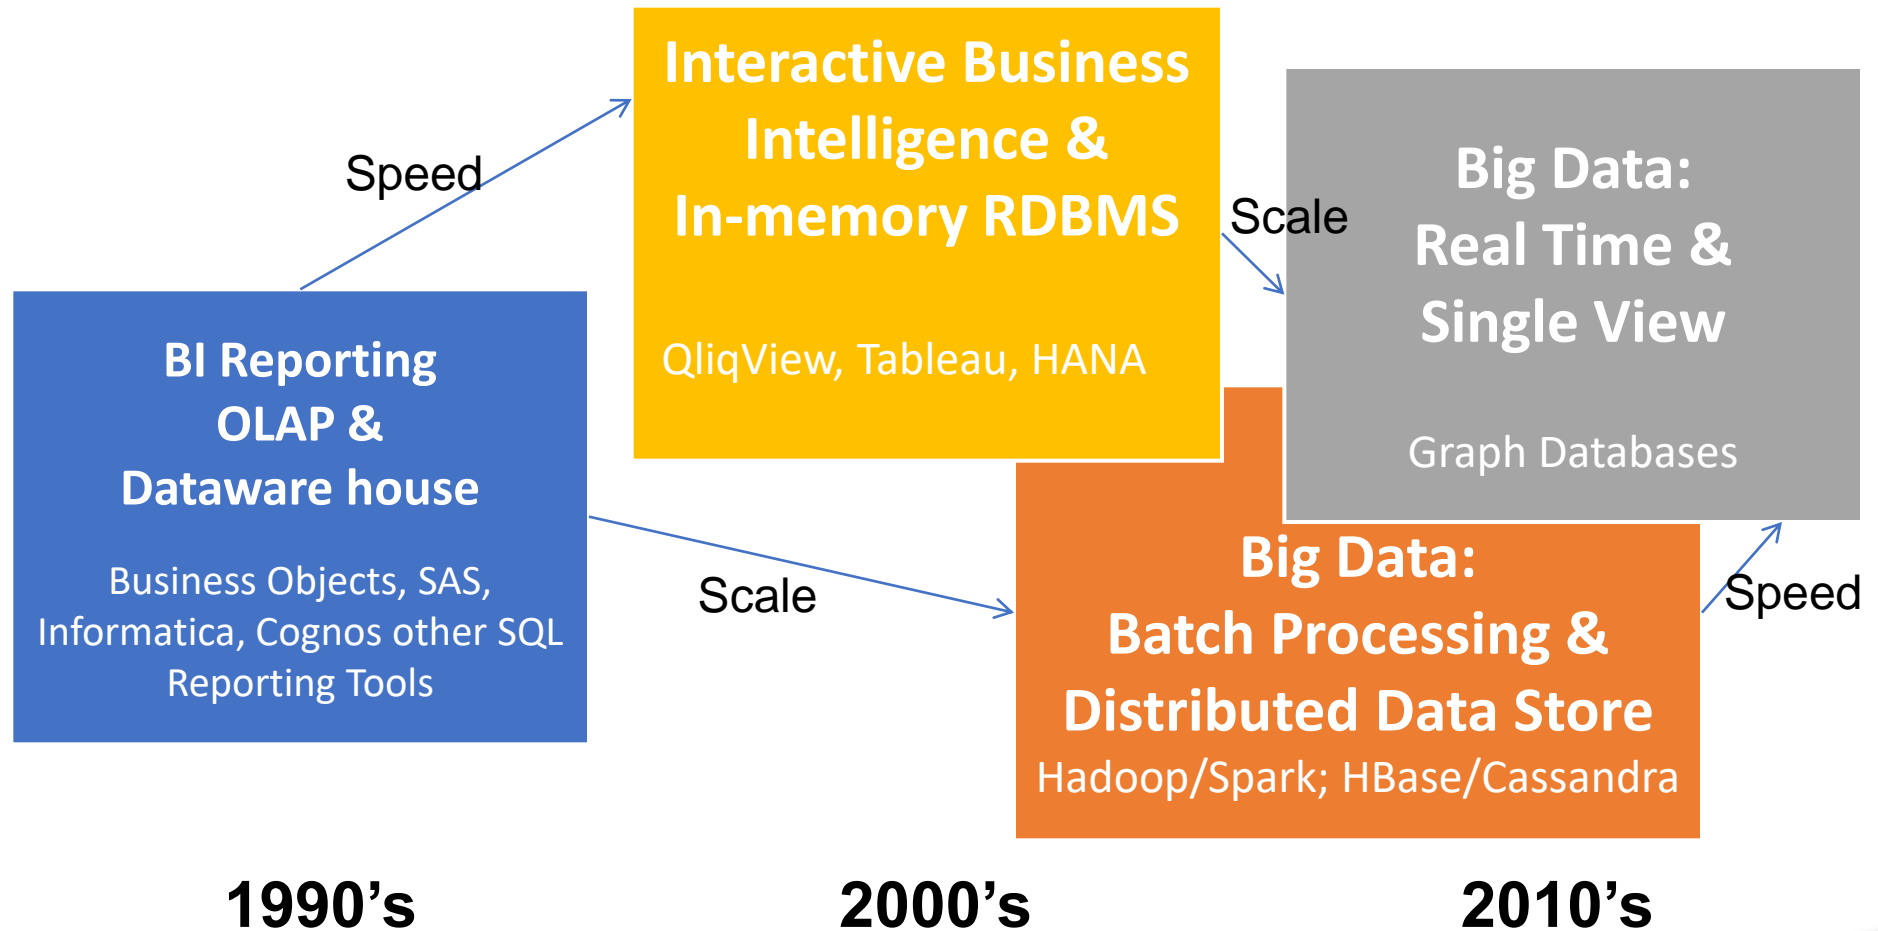 Interactive Business
Intelligence &
In-memory RDBMS
QliqView, Tableau, HANA
Speed
Scale
Big Data:
Real Time &
Single View
Graph Databases
BI Reporting
OLAP &
Dataware house
Business Objects, SAS,
Informatica, Cognos other SQL
Reporting Tools
Scale
Big Data:
Batch Processing &
Distributed Data Store
Hadoop/Spark; HBase/Cassandra
Speed
1990’s
2000’s
2010’s